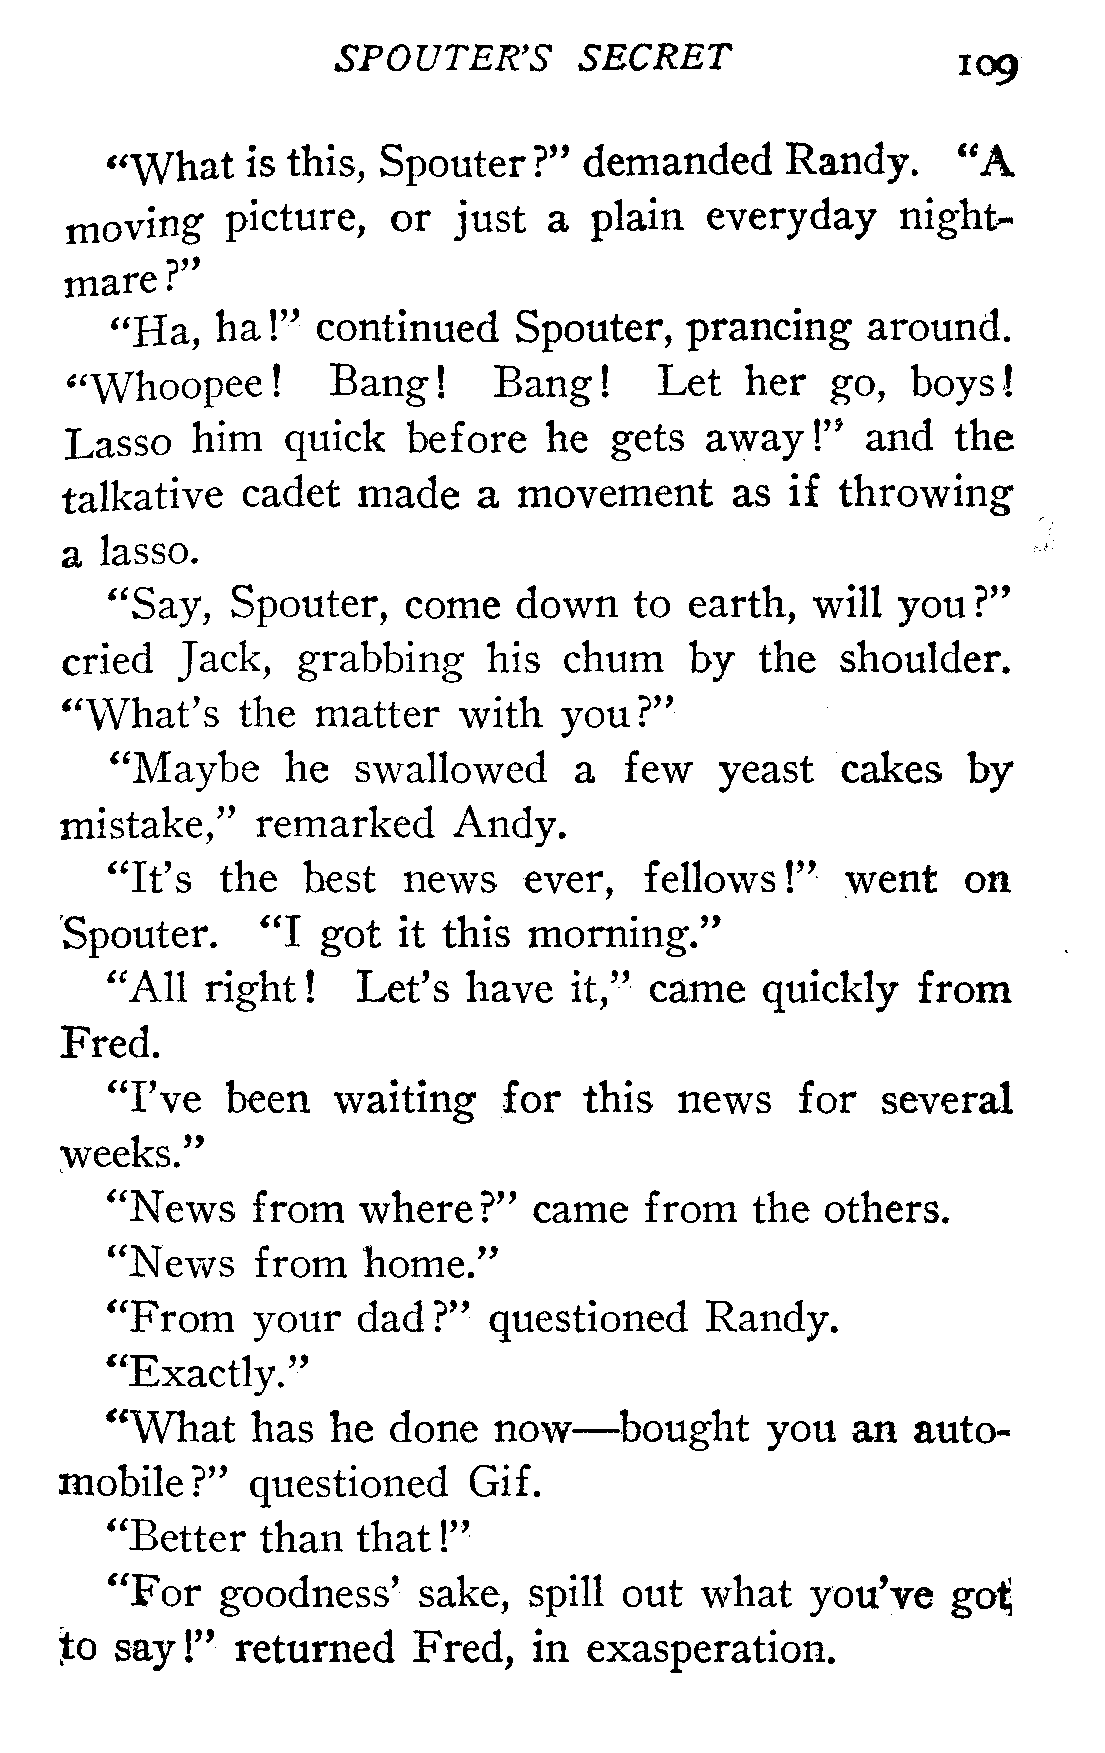 SPOUTER'S SECRET 109
"What is this, Spouter?" demanded Randy. "A
moving picture, or just a plain everyday night-
mare?"
"Ha, ha!" continued Spouter, prancing around.
"Whoopee! Bang! Bang! Let her go, boys!
Lasso him quick before he gets away!" and the
talkative cadet made a movement as if throwing
a lasso.
"Say, Spouter, come down to earth, will you?"
cried Jack, grabbing his chum by the shoulder.
"What's the matter with you?"
"Maybe he swallowed a few yeast cakes by
mistake," remarked Andy.
"It's the best news ever, fellows!" went on
Spouter. "I got it this morning."
"All right! Let's have it," came quickly from
Fred.
"I've been waiting for this news for several
weeks."
"News from where?" came from the others.
"News from home."
"From your dad?" questioned Randy.
"Exactly."
"What has he done now—bought you an auto-
mobile?" questioned Gif.
"Better than that!"
"For goodness' sake, spill out what you've got
to say!" returned Fred, in exasperation.